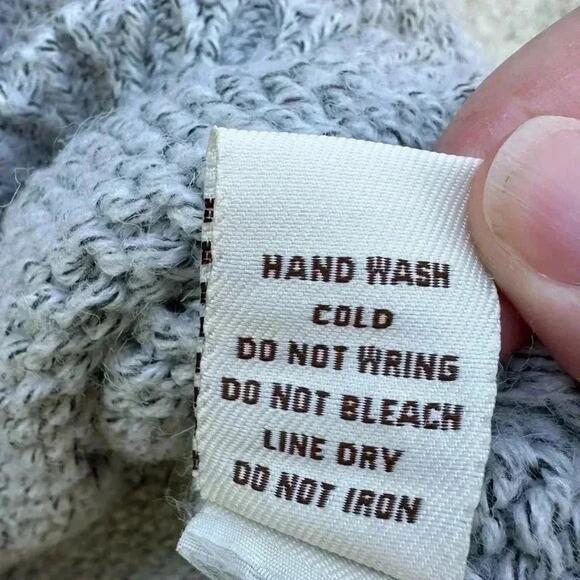 HAND WASH
COLD
DO NOT WRING
DO NOT BLEACH
LINE DRY
DO NOT IRON